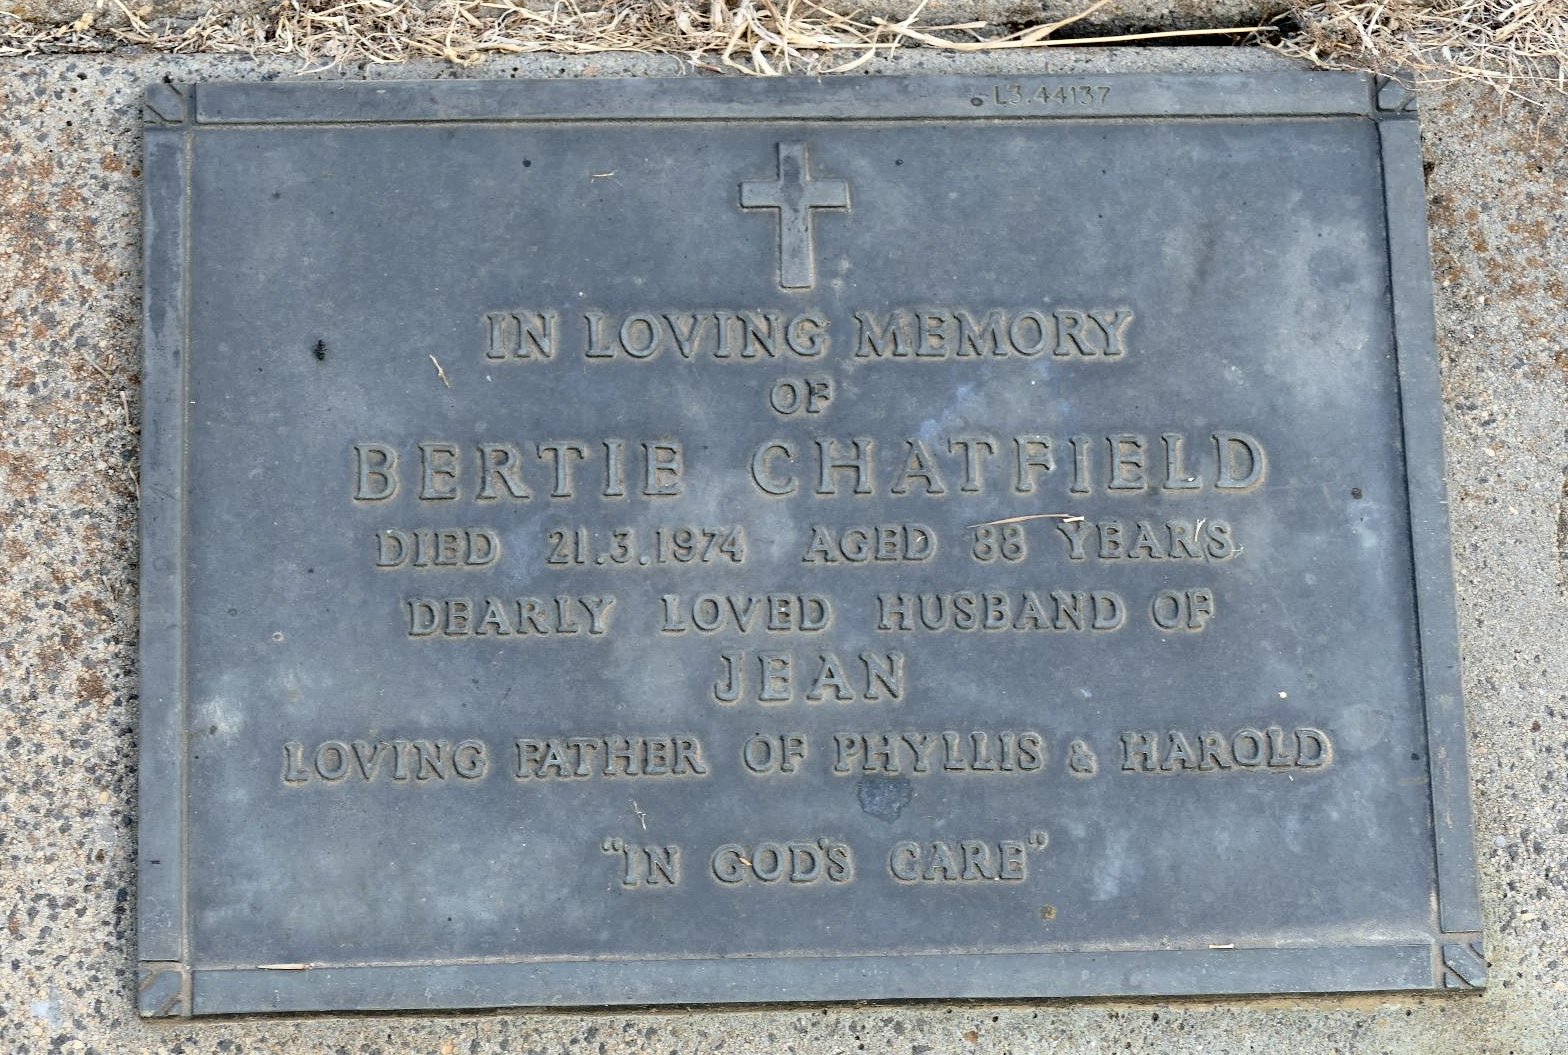 L3.44137
IN LOVING MEMORY
OF
BERTIE CHATFIELD
DIED 21.3.1974 AGED 88 YEARS
DEARLY LOVED HUSBAND OF
JEAN
LOVING FATHER OF PHYLLIS & HAROLD
"IN GOD'S CARE"